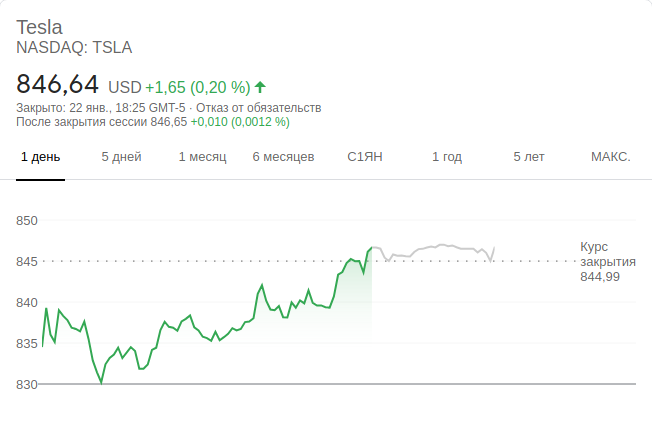 Tesla
NASDAQ: TSLA
846,64 USD +1,65 (0,20 %)
Закрыто: 22 янв., 18:25 GMT-5 · Отказ от обязательств
После закрытия сессии 846,65 +0,010 (0,0012 %)
1 день 5 дней 1 месяц 6 месяцев С1ЯН 1 год 5 лет МАКС.
850
845
840
835
830
Курс
закрытия
844,99